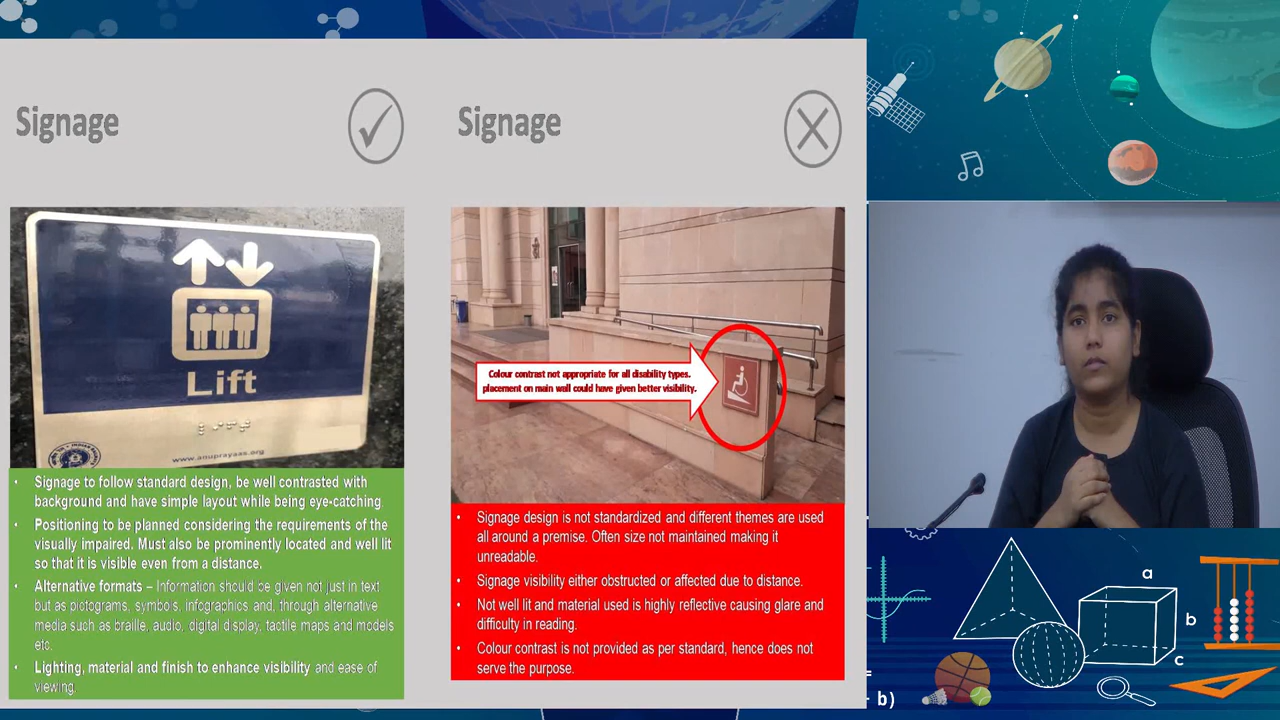 Signage
Lift
www.anuprayaas.org
• Signage to follow standard design, be well contrasted with
background and have simple layout while being eye-catching.
• Positioning to be planned considering the requirements of the
visually impaired. Must also be prominently located and well lit
so that it is visible even from a distance.
• Alternative formats – Information should be given not just in text
but as pictograms, symbols, infographics and, through alternative
media such as braille, audio, digital display, tactile maps and models
etc.
• Lighting, material and finish to enhance visibility and ease of
viewing.
Signage
Colour contrast not appropriate for all disability types.
placement on main wall could have given better visibility.
• Signage design is not standardized and different themes are used
all around a premise. Often size not maintained making it
unreadable.
• Signage visibility either obstructed or affected due to distance.
• Not well lit and material used is highly reflective causing glare and
difficulty in reading.
• Colour contrast is not provided as per standard, hence does not
serve the purpose.
a
b
c
=
- b)